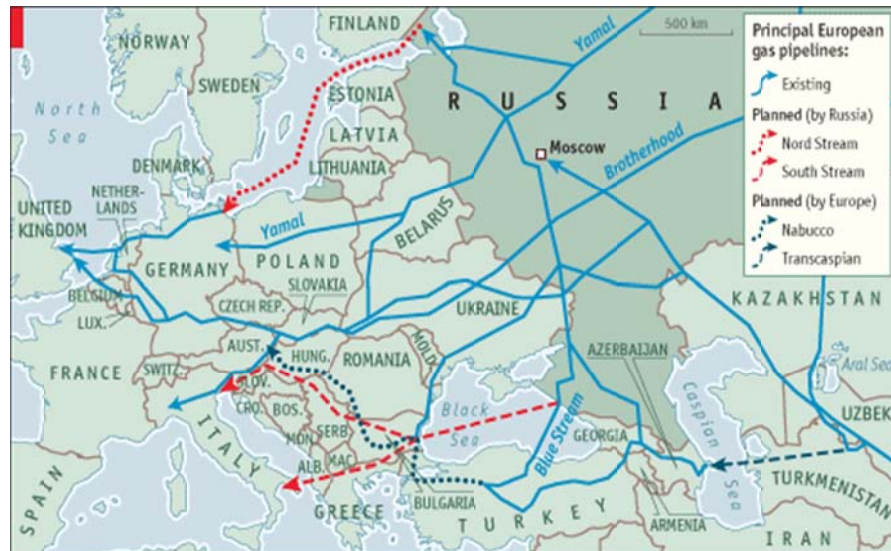 FINLAND
NORWAY
SWEDEN
500 km
Yamal
Principal European
gas pipelines:
Existing
Planned (by Russia)
Nord Stream
South Stream
Planned (by Europe)
Nabucco
Transcaspian
North
Sea
ESTONIA
RUSSIA
LATVIA
Moscow
LITHUANIA
Brotherhood
DENMARK
NETHER-
LANDS
UNITED
KINGDOM
BELARUS
Yamal
GERMANY
POLAND
BELGIUM
LUX.
CZECH REP.
SLOVAKIA
UKRAINE
KAZAKHSTAN
AUST.
HUNG.
ROMANIA
MOLD.
AZERBAIJAN
Aral Sea
FRANCE
SWITZ.
SLOV.
CRO.
BOS.
SERB.
Black
Sea
Caspian
Sea
UZBEK
ITALY
MON.
ALB.
MAC.
GEORGIA
Blue Stream
SPAIN
GREECE
BULGARIA
TURKEY
ARMENIA
TURKMENISTAN
IRAN